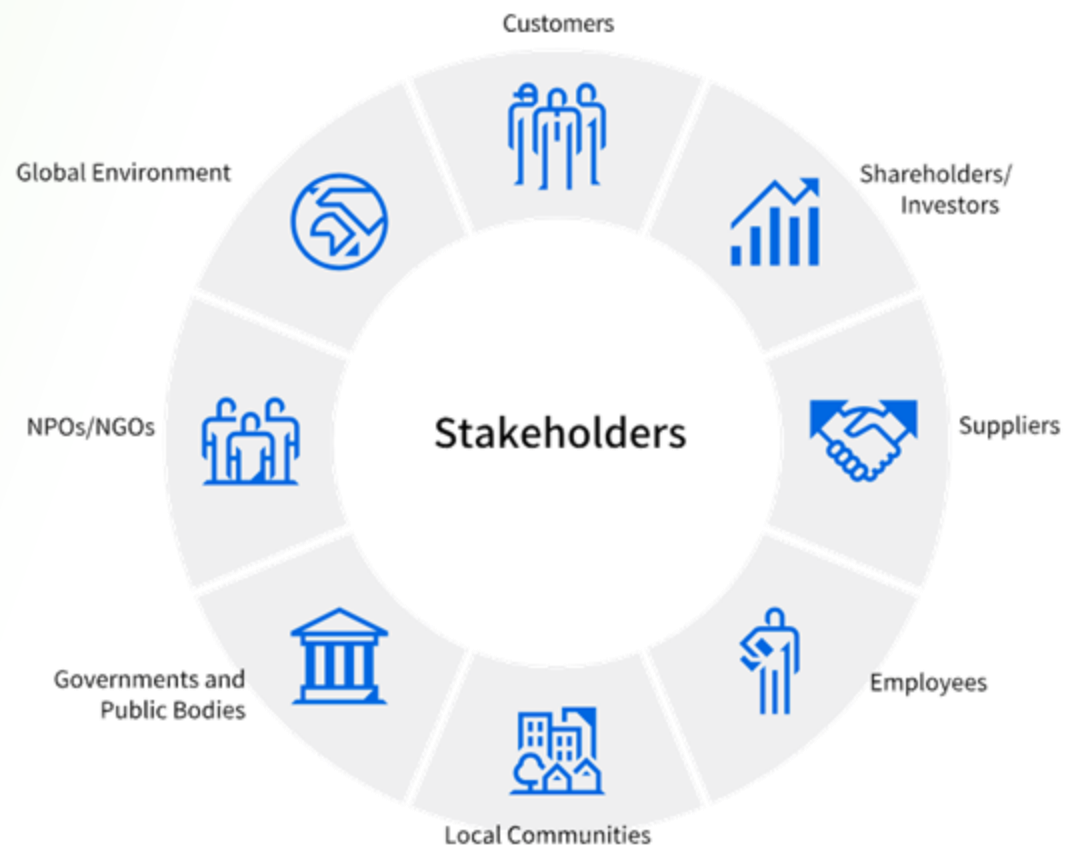 Customers
Global Environment
Shareholders/
Investors
NPOs/NGOs
Stakeholders
Suppliers
Governments and
Public Bodies
Employees
Local Communities